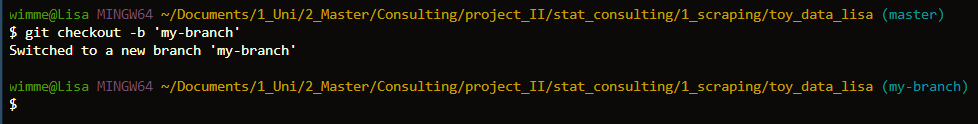 wimme@Lisa MINGW64 ~/Documents/1_Uni/2_Master/Consulting/project_II/stat_consulting/1_scraping/toy_data_lisa (master)
$ git checkout -b 'my-branch'
Switched to a new branch 'my-branch'
wimme@Lisa MINGW64 ~/Documents/1_Uni/2_Master/Consulting/project_II/stat_consulting/1_scraping/toy_data_lisa (my-branch)
$